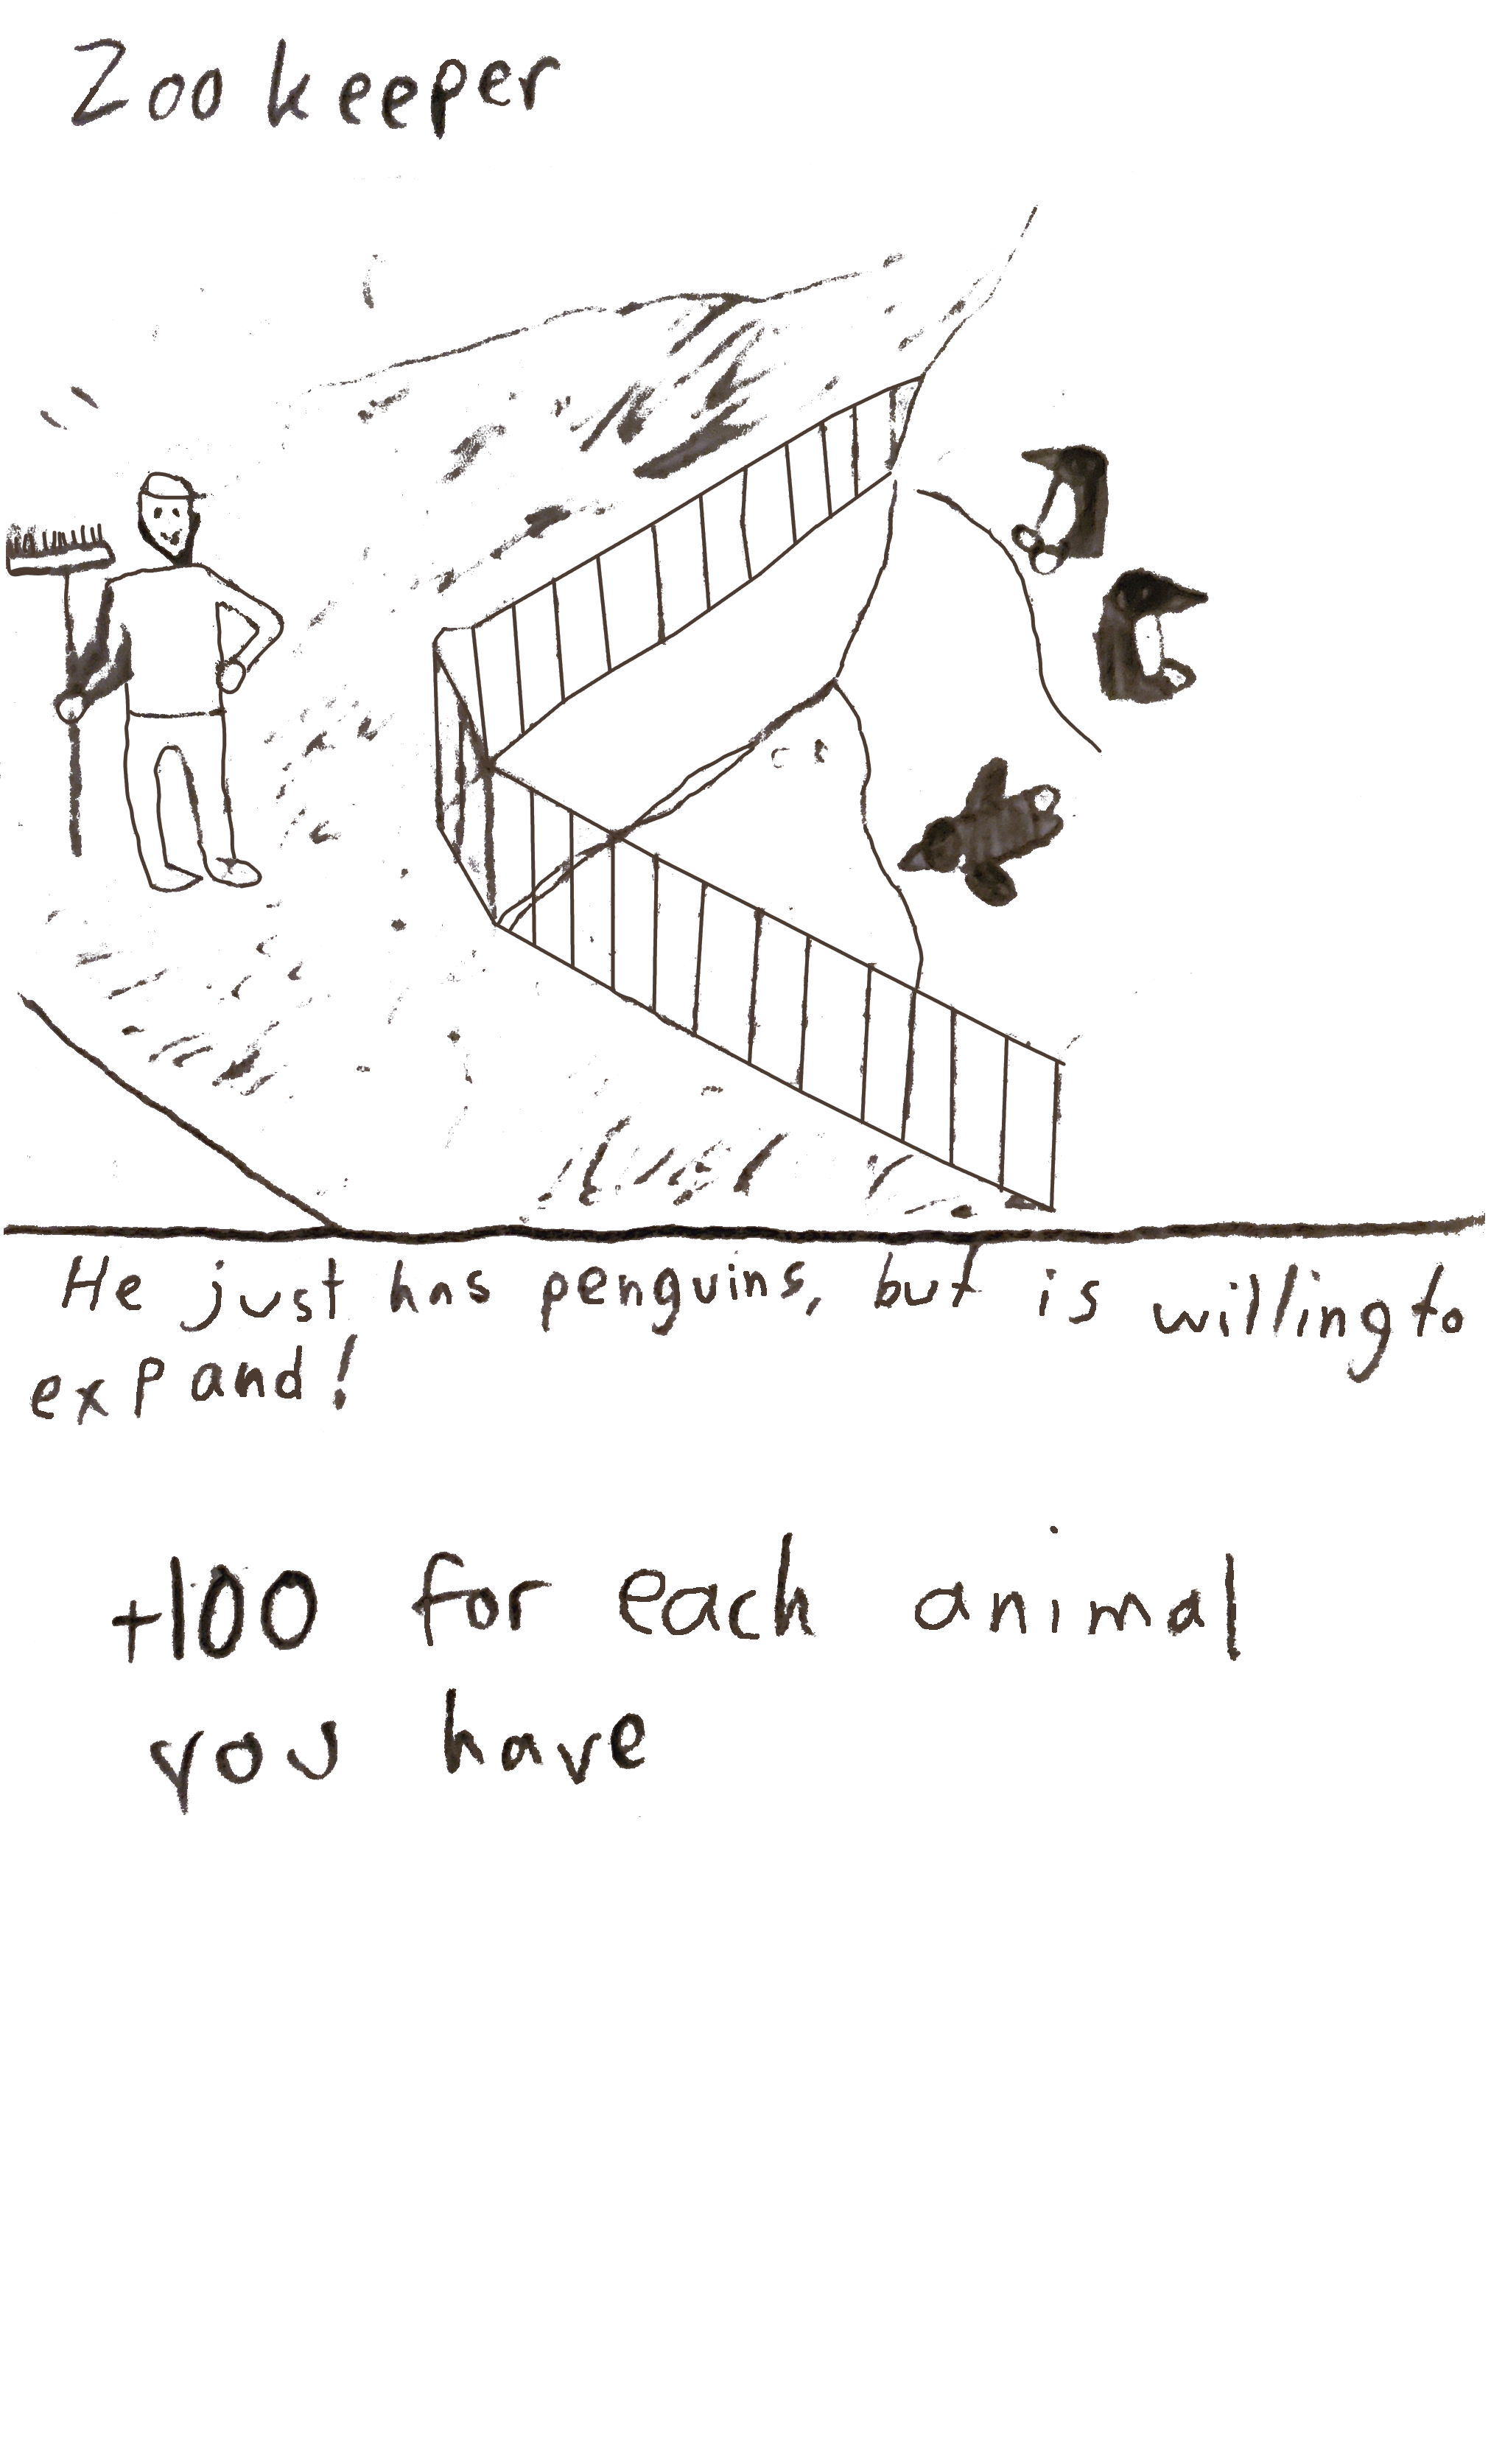 Zoo keeper
He just has penguins, but is willing to
expand!
+100 for each animal
you have